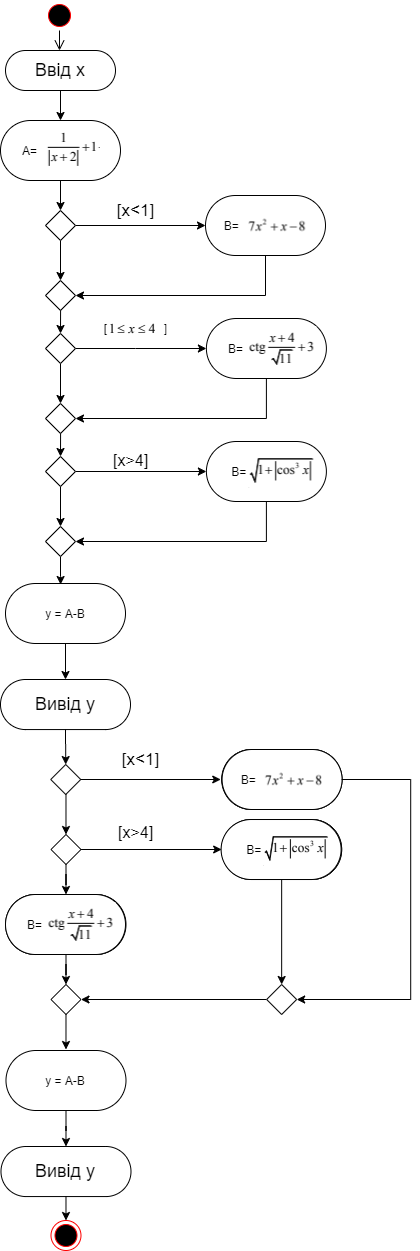 Ввід x
A= 1/|x+2| +1
[x<1]
B= 7x² + x − 8
[1 ≤ x ≤ 4 ]
B= ctg (x+4)/√11 +3
[x>4]
B= √(1+|cos³ x|)
y = A-B
Вивід y
[x<1]
B= 7x² + x − 8
[x>4]
B= √(1+|cos³ x|)
B= ctg (x+4)/√11 +3
y = A-B
Вивід y